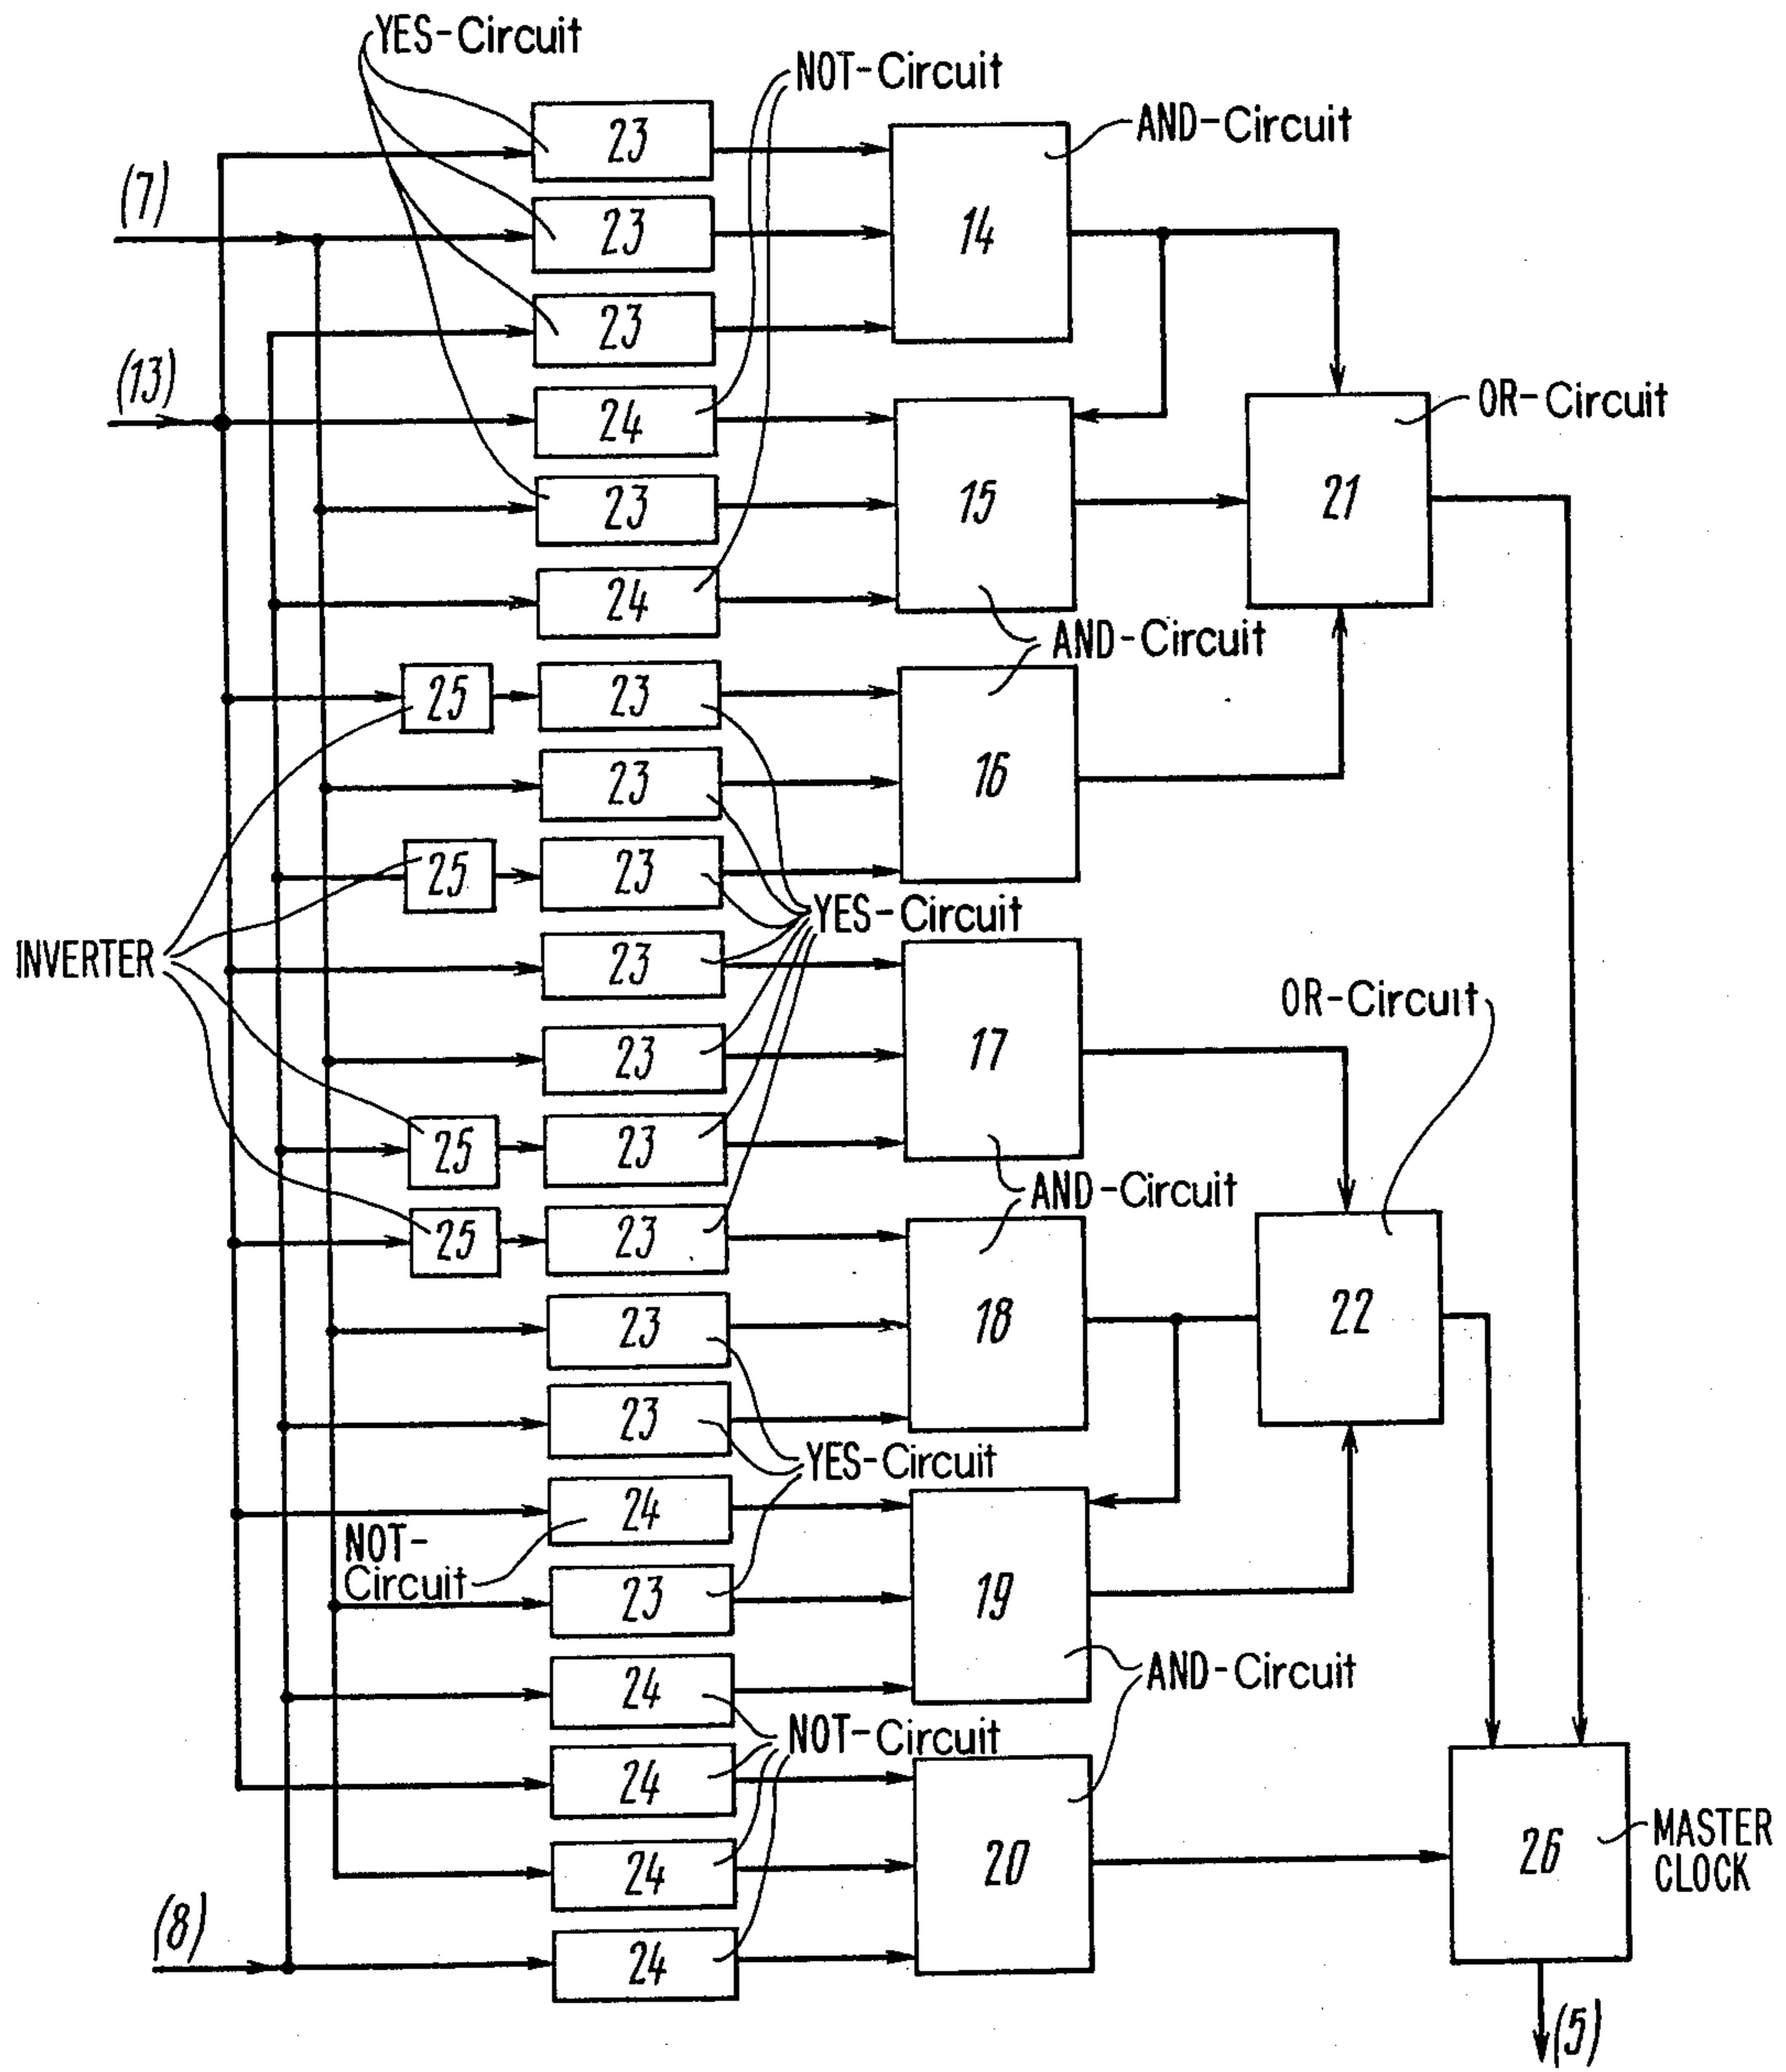 YES-Circuit
NOT-Circuit
23
AND-Circuit
(7)
23
14
23
(13)
24
OR-Circuit
23
15
21
24
AND-Circuit
25
23
23
16
25
23
YES-Circuit
INVERTER
23
OR-Circuit
23
17
25
23
AND-Circuit
25
23
23
18
22
23
YES-Circuit
24
NOT-
Circuit
23
19
24
AND-Circuit
NOT-Circuit
24
MASTER
CLOCK
24
20
26
(8)
24
(5)